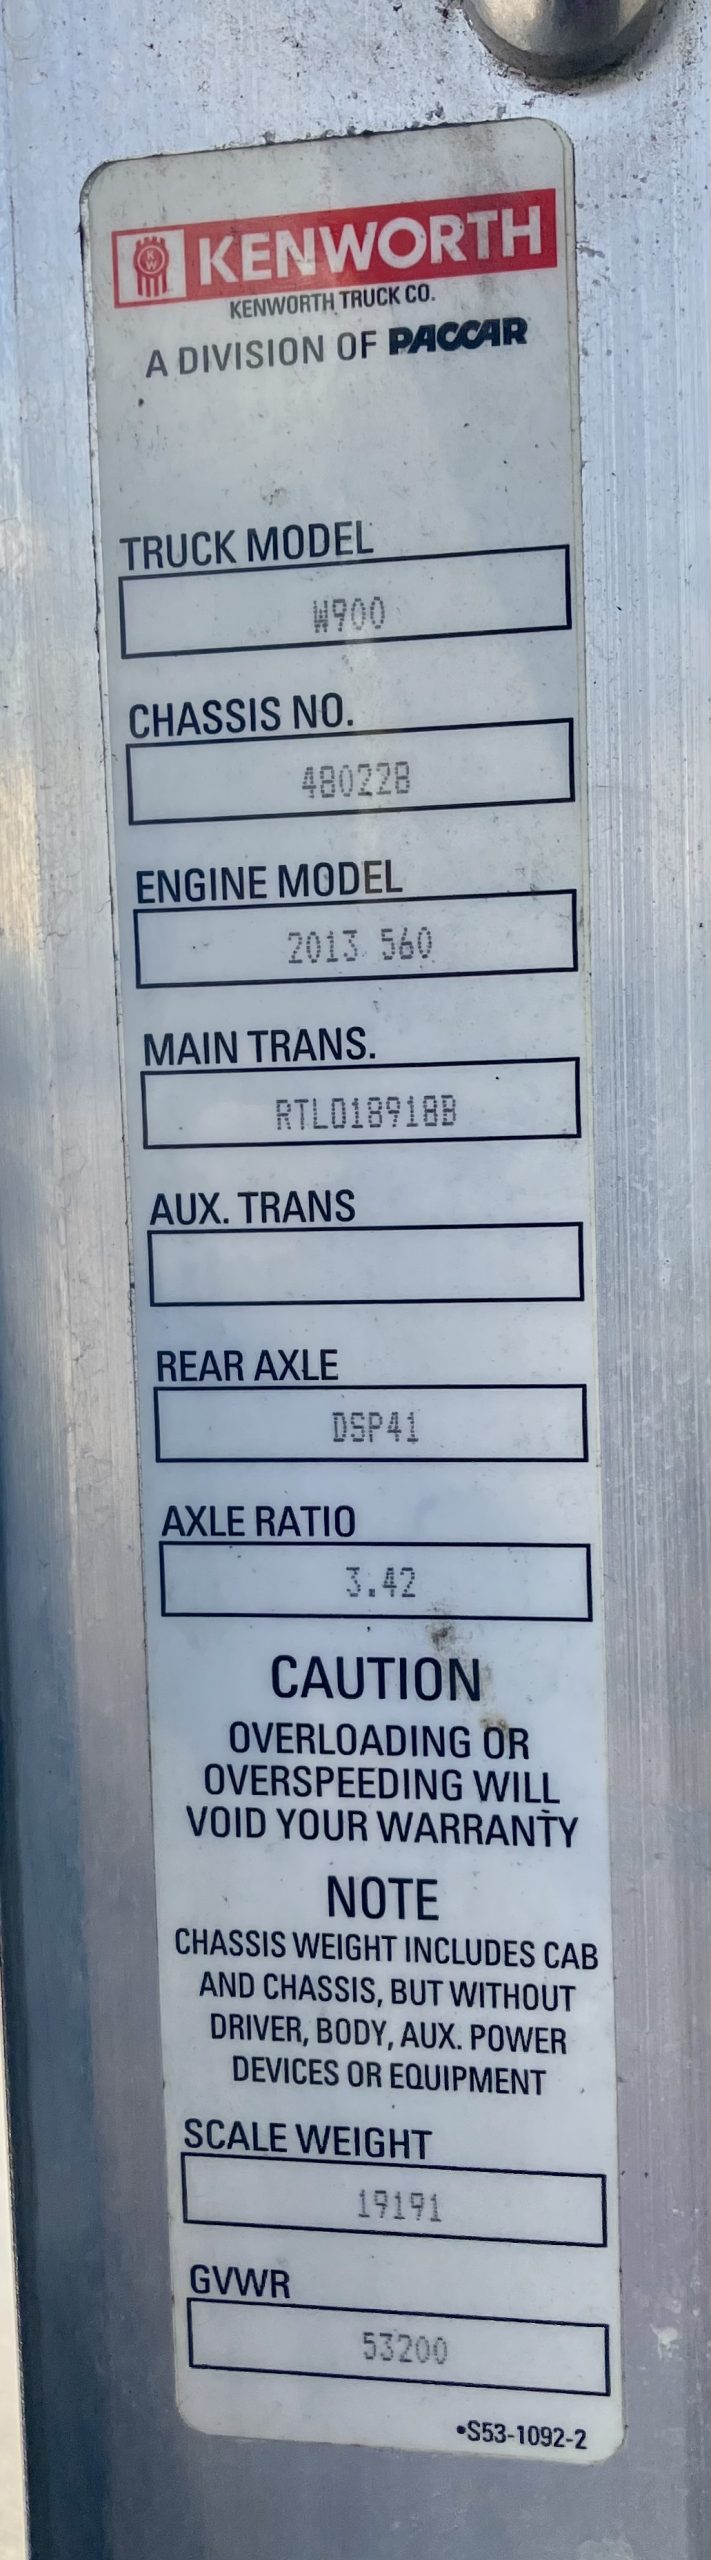 KW KENWORTH
KENWORTH TRUCK CO.
A DIVISION OF PACCAR
TRUCK MODEL
W900
CHASSIS NO.
480228
ENGINE MODEL
2013 560
MAIN TRANS.
RTLO18918B
AUX. TRANS
REAR AXLE
DSP41
AXLE RATIO
3.42
CAUTION
OVERLOADING OR
OVERSPEEDING WILL
VOID YOUR WARRANTY
NOTE
CHASSIS WEIGHT INCLUDES CAB
AND CHASSIS, BUT WITHOUT
DRIVER, BODY, AUX. POWER
DEVICES OR EQUIPMENT
SCALE WEIGHT
19191
GVWR
53200
•S53-1092-2